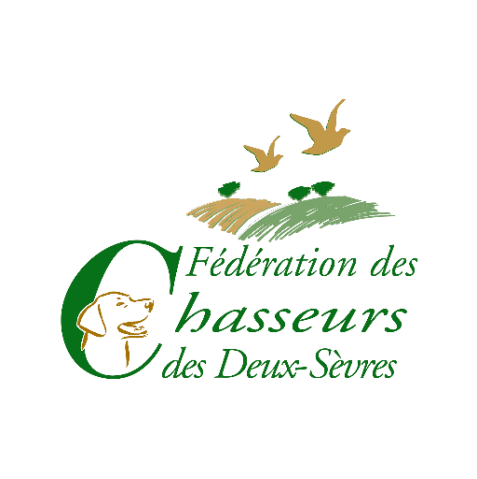 Fédération des
Chasseurs
des Deux-Sèvres